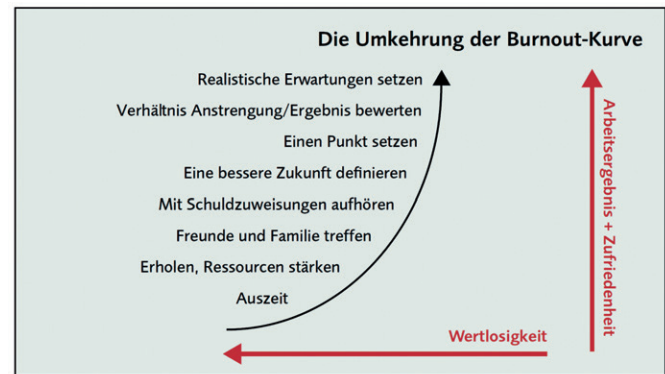 Die Umkehrung der Burnout-Kurve
Realistische Erwartungen setzen
Verhältnis Anstrengung/Ergebnis bewerten
Einen Punkt setzen
Eine bessere Zukunft definieren
Mit Schuldzuweisungen aufhören
Freunde und Familie treffen
Erholen, Ressourcen stärken
Auszeit
Arbeitsergebnis + Zufriedenheit
Wertlosigkeit